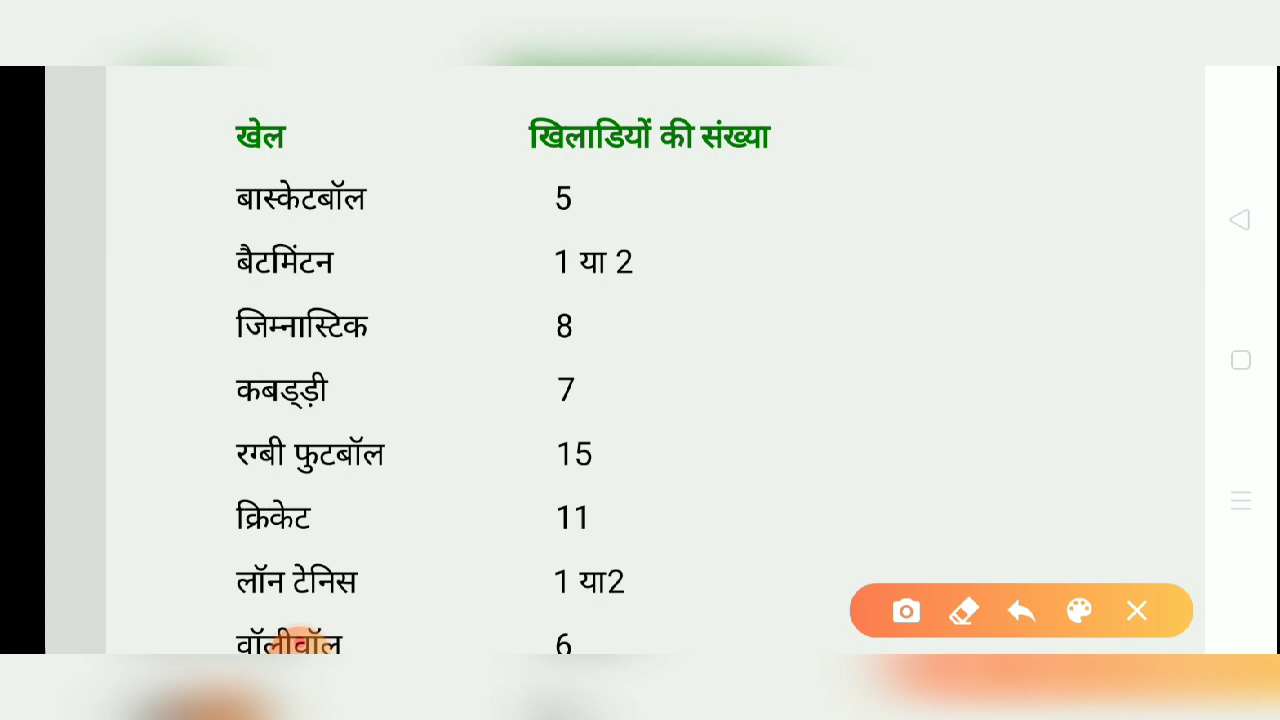 खेल खिलाडियों की संख्या
बास्केटबॉल 5
बैटमिंटन 1 या 2
जिम्नास्टिक 8
कबड्ड़ी 7
रग्बी फुटबॉल 15
क्रिकेट 11
लॉन टेनिस 1 या2
वॉलीवॉल 6